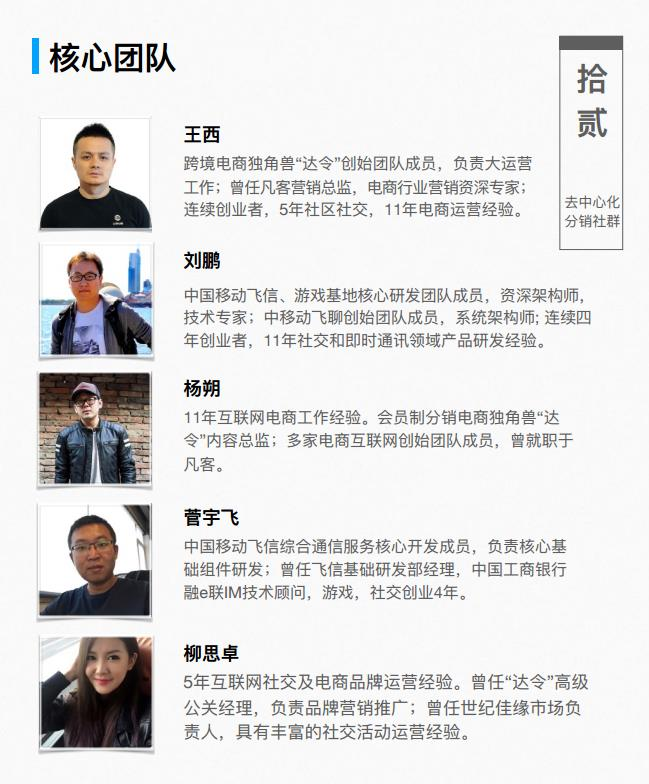 核心团队
拾
贰
去中心化
分销社群
王西
跨境电商独角兽“达令”创始团队成员，负责大运营
工作；曾任凡客营销总监，电商行业营销资深专家；
连续创业者，5年社区社交，11年电商运营经验。
刘鹏
中国移动飞信、游戏基地核心研发团队成员，资深架构师，
技术专家；中移动飞聊创始团队成员，系统架构师; 连续四
年创业者，11年社交和即时通讯领域产品研发经验。
杨朔
11年互联网电商工作经验。会员制分销电商独角兽“达
令”内容总监；多家电商互联网创始团队成员，曾就职于
凡客。
菅宇飞
中国移动飞信综合通信服务核心开发成员，负责核心基
础组件研发；曾任飞信基础研发部经理，中国工商银行
融e联IM技术顾问，游戏，社交创业4年。
柳思卓
5年互联网社交及电商品牌运营经验。曾任“达令”高级
公关经理，负责品牌营销推广；曾任世纪佳缘市场负
责人，具有丰富的社交活动运营经验。